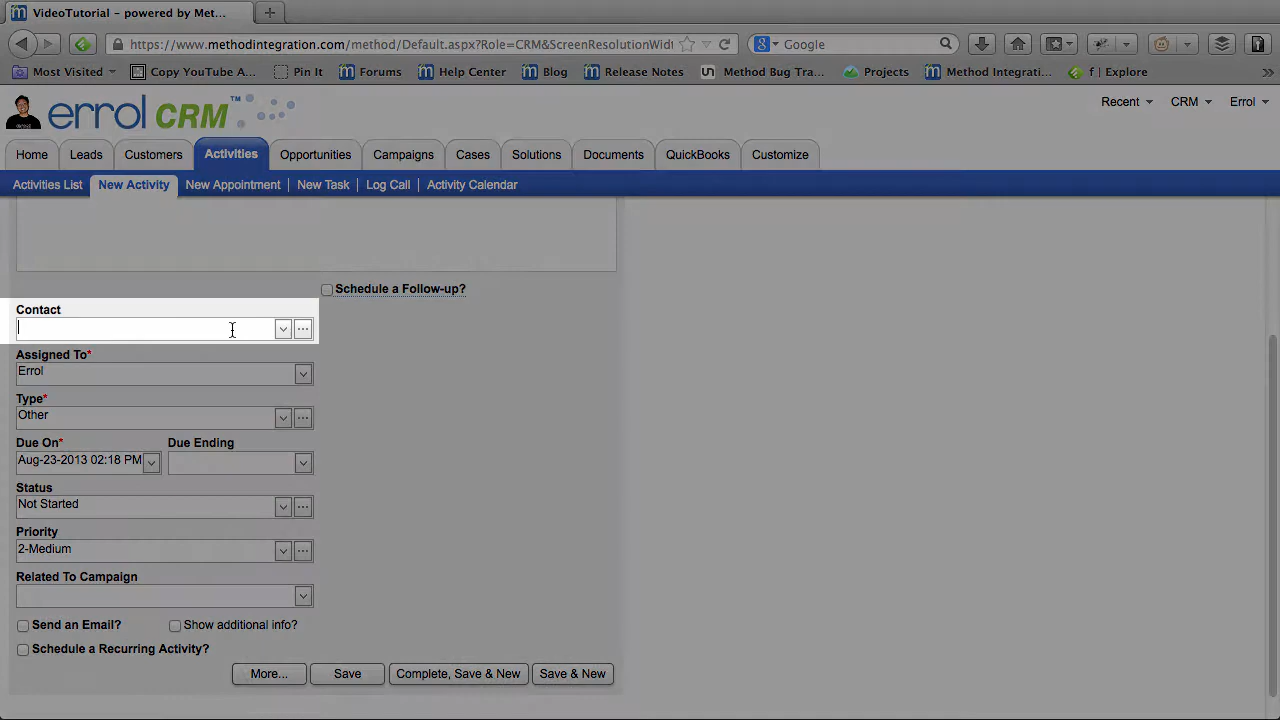 VideoTutorial - powered by Met...
https://www.methodintegration.com/method/Default.aspx?Role=CRM&ScreenResolutionWidt
Google
Most Visited
Copy YouTube A...
Pin It
Forums
Help Center
Blog
Release Notes
Method Bug Tra...
Projects
Method Integrati...
f | Explore
errol CRM™
Recent
CRM
Errol
Home
Leads
Customers
Activities
Opportunities
Campaigns
Cases
Solutions
Documents
QuickBooks
Customize
Activities List
New Activity
New Appointment
New Task
Log Call
Activity Calendar
Schedule a Follow-up?
Contact
Assigned To*
Errol
Type*
Other
Due On*
Due Ending
Aug-23-2013 02:18 PM
Status
Not Started
Priority
2-Medium
Related To Campaign
Send an Email?
Show additional info?
Schedule a Recurring Activity?
More...
Save
Complete, Save & New
Save & New